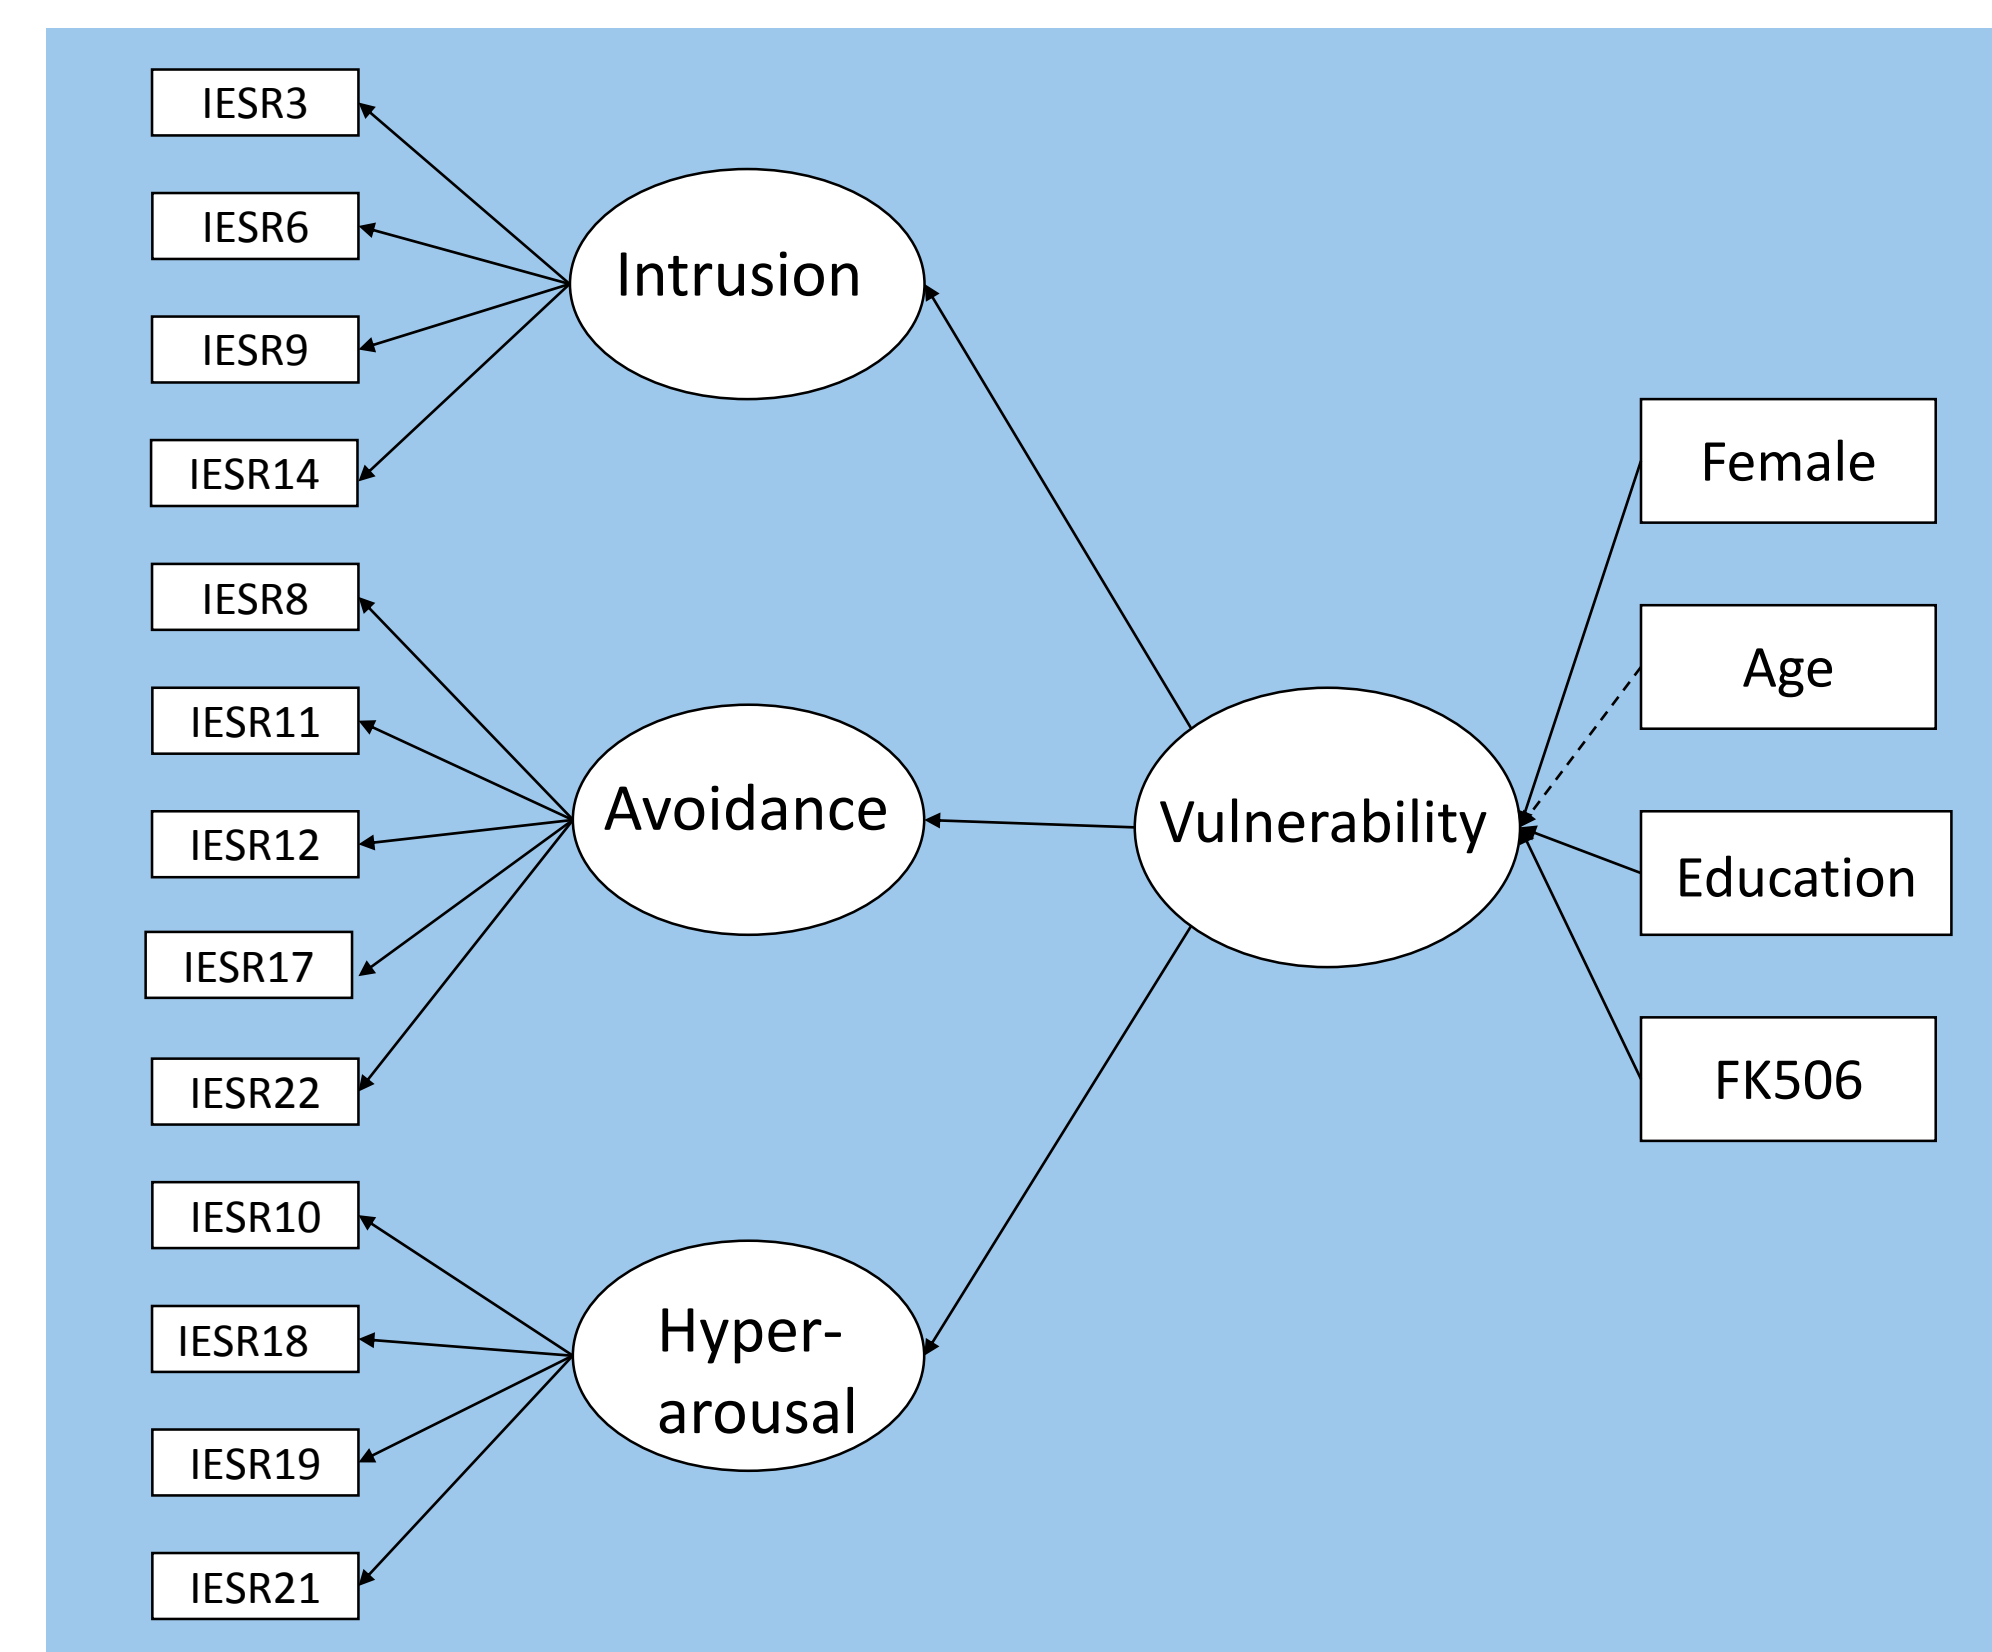 IESR3
IESR6
IESR9
IESR14
IESR8
IESR11
IESR12
IESR17
IESR22
IESR10
IESR18
IESR19
IESR21
Intrusion
Avoidance
Hyper-
arousal
Vulnerability
Female
Age
Education
FK506